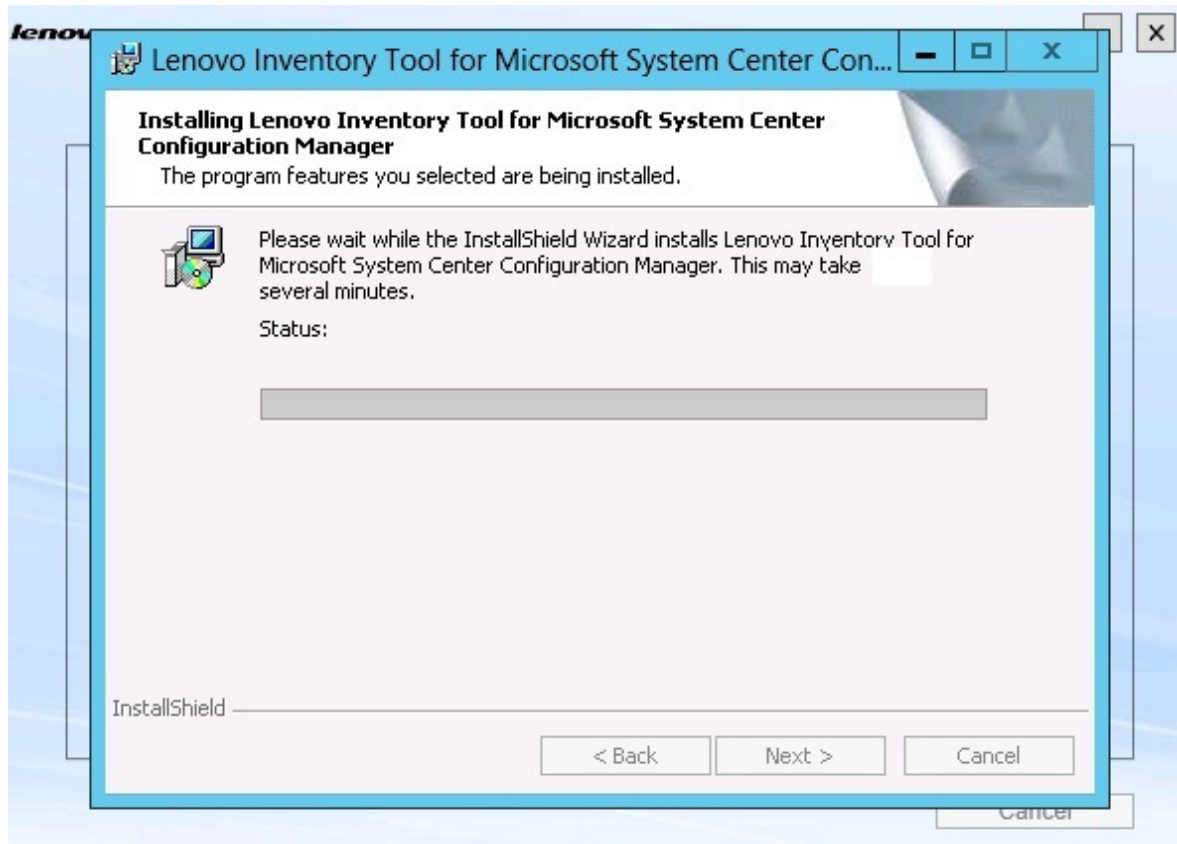 lenov
Lenovo Inventory Tool for Microsoft System Center Con...
Installing Lenovo Inventory Tool for Microsoft System Center
Configuration Manager
The program features you selected are being installed.
Please wait while the InstallShield Wizard installs Lenovo Inventory Tool for
Microsoft System Center Configuration Manager. This may take
several minutes.
Status:
InstallShield
< Back
Next >
Cancel
Cancel